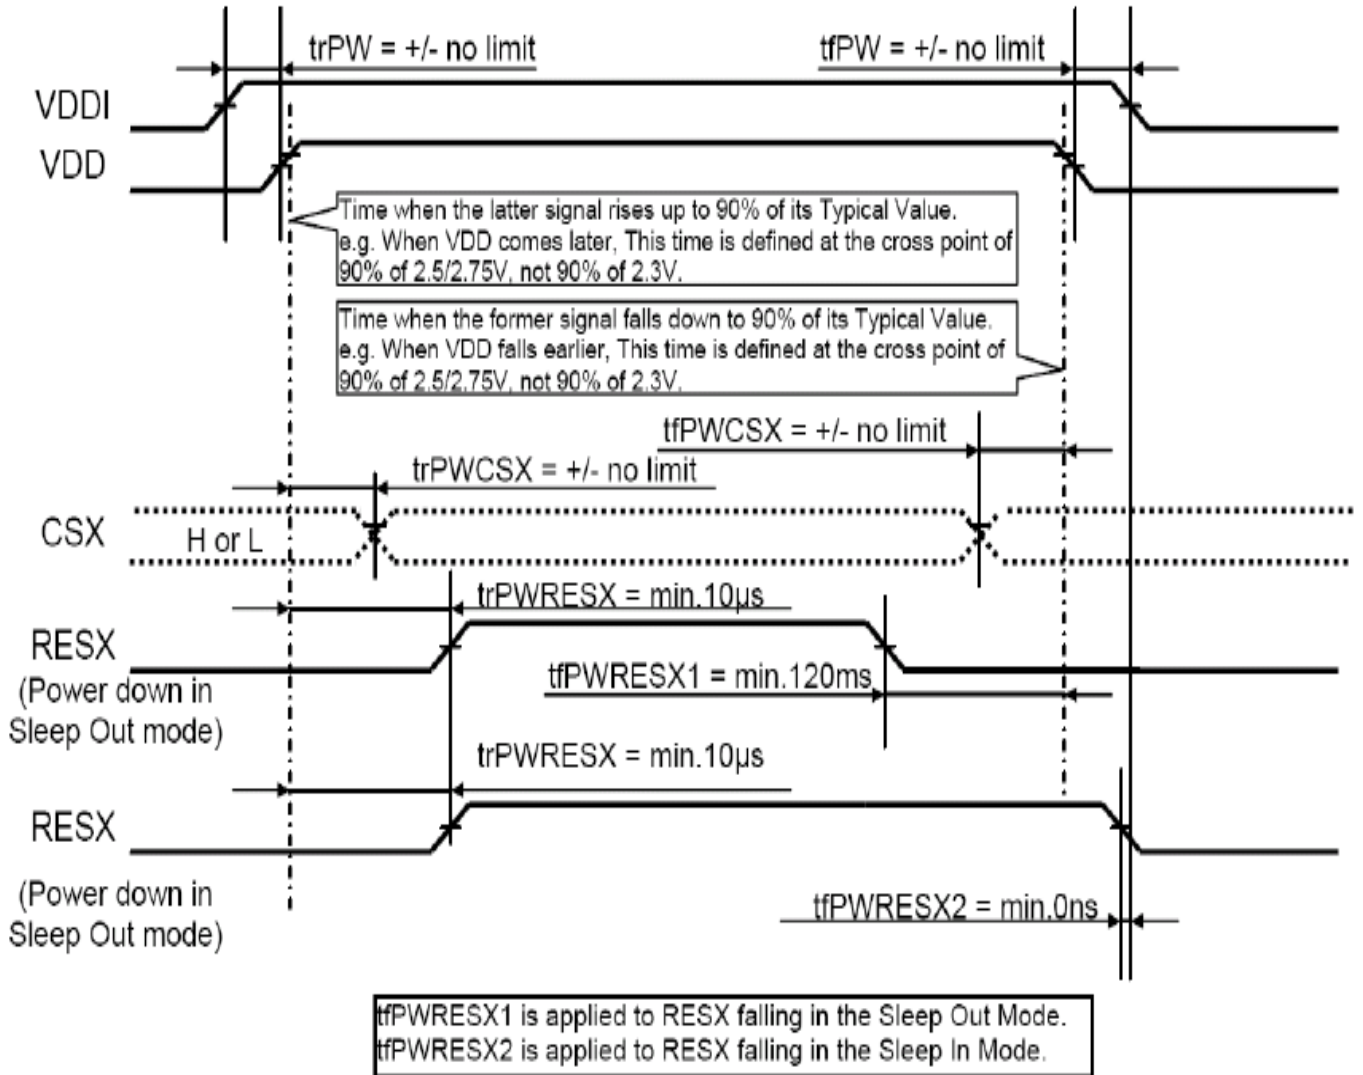 trPW = +/- no limit
tfPW = +/- no limit
VDDI
VDD
Time when the latter signal rises up to 90% of its Typical Value.
e.g. When VDD comes later, This time is defined at the cross point of
90% of 2.5/2.75V, not 90% of 2.3V.
Time when the former signal falls down to 90% of its Typical Value.
e.g. When VDD falls earlier, This time is defined at the cross point of
90% of 2.5/2.75V, not 90% of 2.3V.
tfPWCSX = +/- no limit
trPWCSX = +/- no limit
CSX
H or L
trPWRESX = min.10µs
RESX
(Power down in
Sleep Out mode)
tfPWRESX1 = min.120ms
trPWRESX = min.10µs
RESX
(Power down in
Sleep Out mode)
tfPWRESX2 = min.0ns
tfPWRESX1 is applied to RESX falling in the Sleep Out Mode.
tfPWRESX2 is applied to RESX falling in the Sleep In Mode.